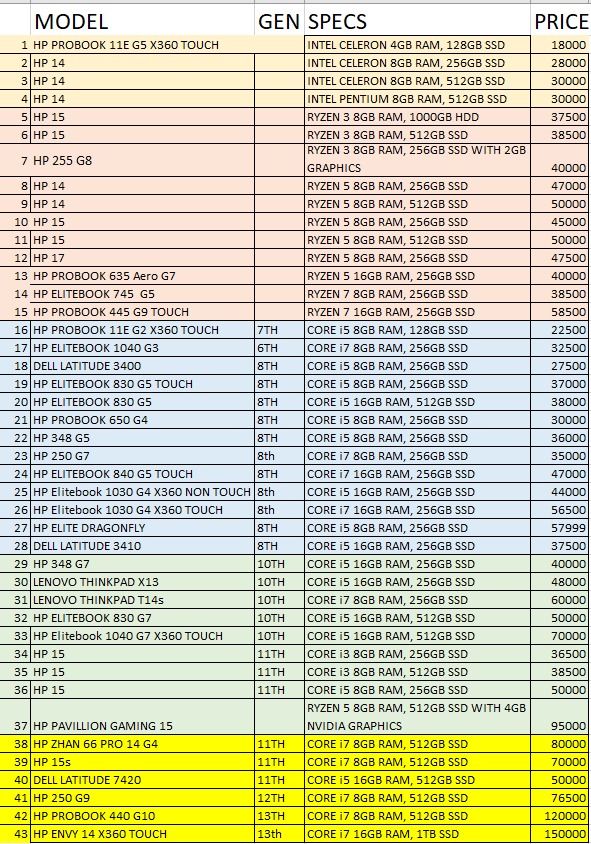 MODEL GEN SPECS PRICE
1 HP PROBOOK 11E G5 X360 TOUCH INTEL CELERON 4GB RAM, 128GB SSD 18000
2 HP 14 INTEL CELERON 8GB RAM, 256GB SSD 28000
3 HP 14 INTEL CELERON 8GB RAM, 512GB SSD 30000
4 HP 14 INTEL PENTIUM 8GB RAM, 512GB SSD 30000
5 HP 15 RYZEN 3 8GB RAM, 1000GB HDD 37500
6 HP 15 RYZEN 3 8GB RAM, 512GB SSD 38500
7 HP 255 G8 RYZEN 3 8GB RAM, 256GB SSD WITH 2GB
GRAPHICS 40000
8 HP 14 RYZEN 5 8GB RAM, 256GB SSD 47000
9 HP 14 RYZEN 5 8GB RAM, 512GB SSD 50000
10 HP 15 RYZEN 5 8GB RAM, 256GB SSD 45000
11 HP 15 RYZEN 5 8GB RAM, 512GB SSD 50000
12 HP 17 RYZEN 5 8GB RAM, 256GB SSD 47500
13 HP PROBOOK 635 Aero G7 RYZEN 5 16GB RAM, 256GB SSD 40000
14 HP ELITEBOOK 745 G5 RYZEN 7 8GB RAM, 256GB SSD 38500
15 HP PROBOOK 445 G9 TOUCH RYZEN 7 16GB RAM, 256GB SSD 58500
16 HP PROBOOK 11E G2 X360 TOUCH 7TH CORE i5 8GB RAM, 128GB SSD 22500
17 HP ELITEBOOK 1040 G3 6TH CORE i7 8GB RAM, 256GB SSD 32500
18 DELL LATITUDE 3400 8TH CORE i5 8GB RAM, 256GB SSD 27500
19 HP ELITEBOOK 830 G5 TOUCH 8TH CORE i5 8GB RAM, 256GB SSD 37000
20 HP ELITEBOOK 830 G5 8TH CORE i5 16GB RAM, 512GB SSD 38000
21 HP PROBOOK 650 G4 8TH CORE i5 8GB RAM, 256GB SSD 30000
22 HP 348 G5 8TH CORE i5 8GB RAM, 256GB SSD 36000
23 HP 250 G7 8th CORE i7 8GB RAM, 256GB SSD 35000
24 HP ELITEBOOK 840 G5 TOUCH 8TH CORE i7 16GB RAM, 256GB SSD 47000
25 HP Elitebook 1030 G4 X360 NON TOUCH 8th CORE i5 16GB RAM, 256GB SSD 44000
26 HP Elitebook 1030 G4 X360 TOUCH 8th CORE i7 16GB RAM, 256GB SSD 56500
27 HP ELITE DRAGONFLY 8TH CORE i5 8GB RAM, 256GB SSD 57999
28 DELL LATITUDE 3410 8TH CORE i5 16GB RAM, 256GB SSD 37500
29 HP 348 G7 10TH CORE i5 16GB RAM, 256GB SSD 40000
30 LENOVO THINKPAD X13 10TH CORE i5 16GB RAM, 256GB SSD 48000
31 LENOVO THINKPAD T14s 10TH CORE i7 8GB RAM, 256GB SSD 60000
32 HP ELITEBOOK 830 G7 10TH CORE i5 16GB RAM, 512GB SSD 50000
33 HP Elitebook 1040 G7 X360 TOUCH 10TH CORE i5 16GB RAM, 512GB SSD 70000
34 HP 15 11TH CORE i3 8GB RAM, 256GB SSD 36500
35 HP 15 11TH CORE i3 8GB RAM, 512GB SSD 38500
36 HP 15 11TH CORE i5 8GB RAM, 256GB SSD 50000
37 HP PAVILLION GAMING 15 RYZEN 5 8GB RAM, 512GB SSD WITH 4GB
NVIDIA GRAPHICS 95000
38 HP ZHAN 66 PRO 14 G4 11TH CORE i7 8GB RAM, 512GB SSD 80000
39 HP 15s 11TH CORE i7 8GB RAM, 512GB SSD 70000
40 DELL LATITUDE 7420 11TH CORE i5 16GB RAM, 512GB SSD 50000
41 HP 250 G9 12TH CORE i7 8GB RAM, 512GB SSD 76500
42 HP PROBOOK 440 G10 13TH CORE i7 8GB RAM, 512GB SSD 120000
43 HP ENVY 14 X360 TOUCH 13th CORE i7 16GB RAM, 1TB SSD 150000